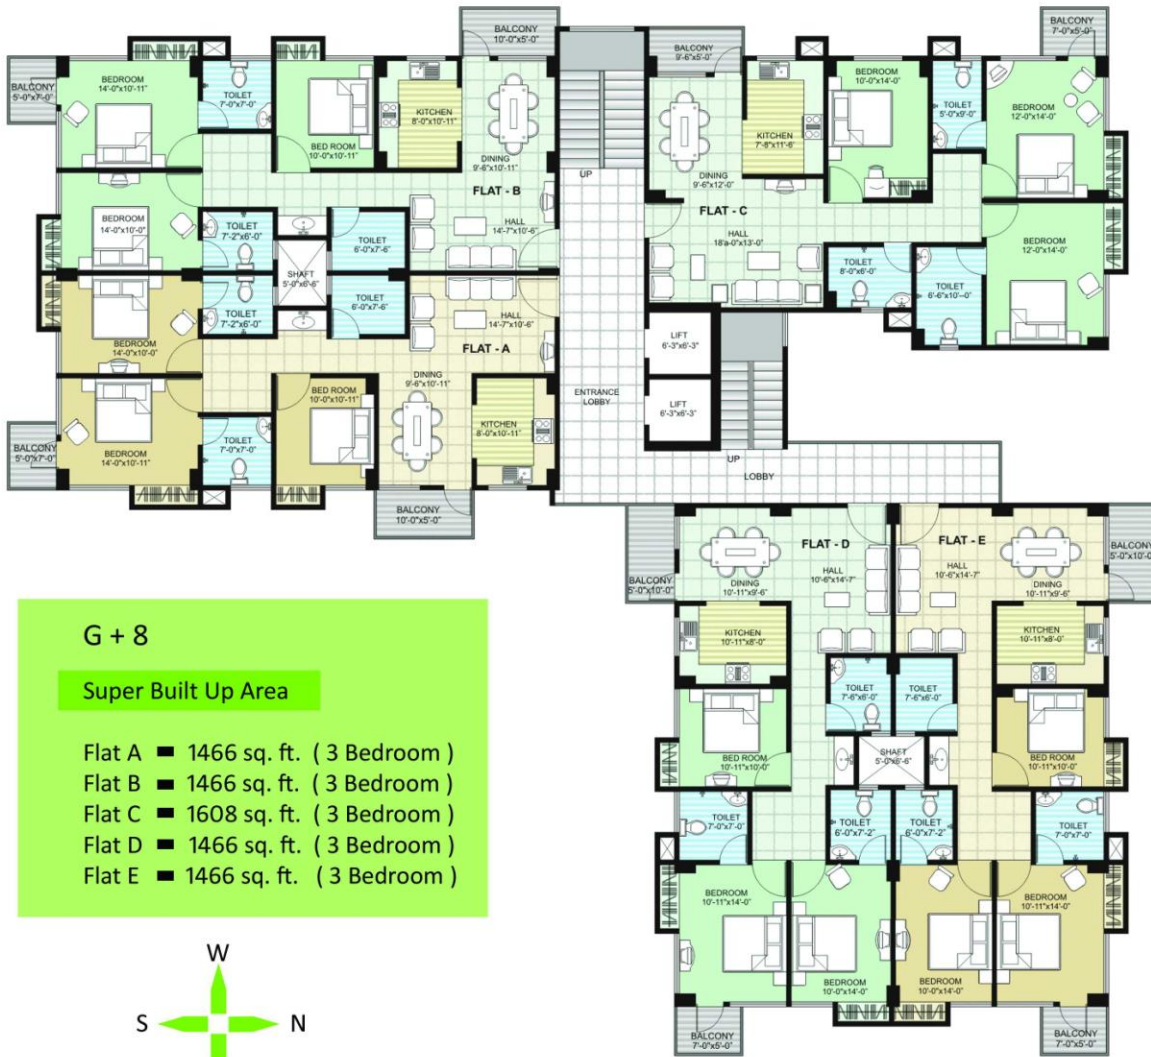 BALCONY
10'-0"x5'-0"
BALCONY
5'-0"x7'-0"
BEDROOM
14'-0"x10'-11"
TOILET
7'-0"x7'-0"
BED ROOM
10'-0"x10'-11"
KITCHEN
8'-0"x10'-11"
DINING
9'-6"x10'-11"
FLAT - B
HALL
14'-7"x10'-6"
BEDROOM
14'-0"x10'-0"
TOILET
7'-2"x6'-0"
TOILET
6'-0"x7'-6"
SHAFT
5'-0"x6'-6"
UP
BALCONY
9'-6"x5'-0"
DINING
9'-6"x12'-0"
KITCHEN
7'-8"x11'-6"
BEDROOM
10'-0"x14'-0"
TOILET
5'-0"x9'-0"
BALCONY
7'-0"x5'-0"
BEDROOM
12'-0"x14'-0"
FLAT - C
HALL
18'a-0"x13'-0"
TOILET
8'-0"x6'-0"
TOILET
6'-6"x10'--0"
BEDROOM
12'-0"x14'-0"
TOILET
7'-2"x6'-0"
TOILET
6'-0"x7'-6"
HALL
14'-7"x10'-6"
FLAT - A
BEDROOM
14'-0"x10'-0"
BED ROOM
10'-0"x10'-11"
DINING
9'-6"x10'-11"
KITCHEN
8'-0"x10'-11"
TOILET
7'-0"x7'-0"
BEDROOM
14'-0"x10'-11"
BALCONY
5'-0"x7'-0"
BALCONY
10'-0"x5'-0"
ENTRANCE
LOBBY
LIFT
6'-3"x6'-3"
LIFT
6'-3"x6'-3"
UP
LOBBY
BALCONY
5'-0"x10'-0"
DINING
10'-11"x9'-6"
FLAT - D
HALL
10'-6"x14'-7"
FLAT - E
HALL
10'-6"x14'-7"
DINING
10'-11"x9'-6"
BALCONY
5'-0"x10'-0"
KITCHEN
10'-11"x8'-0"
KITCHEN
10'-11"x8'-0"
TOILET
7'-6"x6'-0"
TOILET
7'-6"x6'-0"
BED ROOM
10'-11"x10'-0"
SHAFT
5'-0"x6'-6"
BED ROOM
10'-11"x10'-0"
TOILET
7'-0"x7'-0"
TOILET
6'-0"x7'-2"
TOILET
6'-0"x7'-2"
TOILET
7'-0"x7'-0"
BEDROOM
10'-11"x14'-0"
BEDROOM
10'-0"x14'-0"
BEDROOM
10'-0"x14'-0"
BEDROOM
10'-11"x14'-0"
BALCONY
7'-0"x5'-0"
BALCONY
7'-0"x5'-0"
G + 8
Super Built Up Area
Flat A = 1466 sq. ft. ( 3 Bedroom )
Flat B = 1466 sq. ft. ( 3 Bedroom )
Flat C = 1608 sq. ft. ( 3 Bedroom )
Flat D = 1466 sq. ft. ( 3 Bedroom )
Flat E = 1466 sq. ft. ( 3 Bedroom )
W
S
N